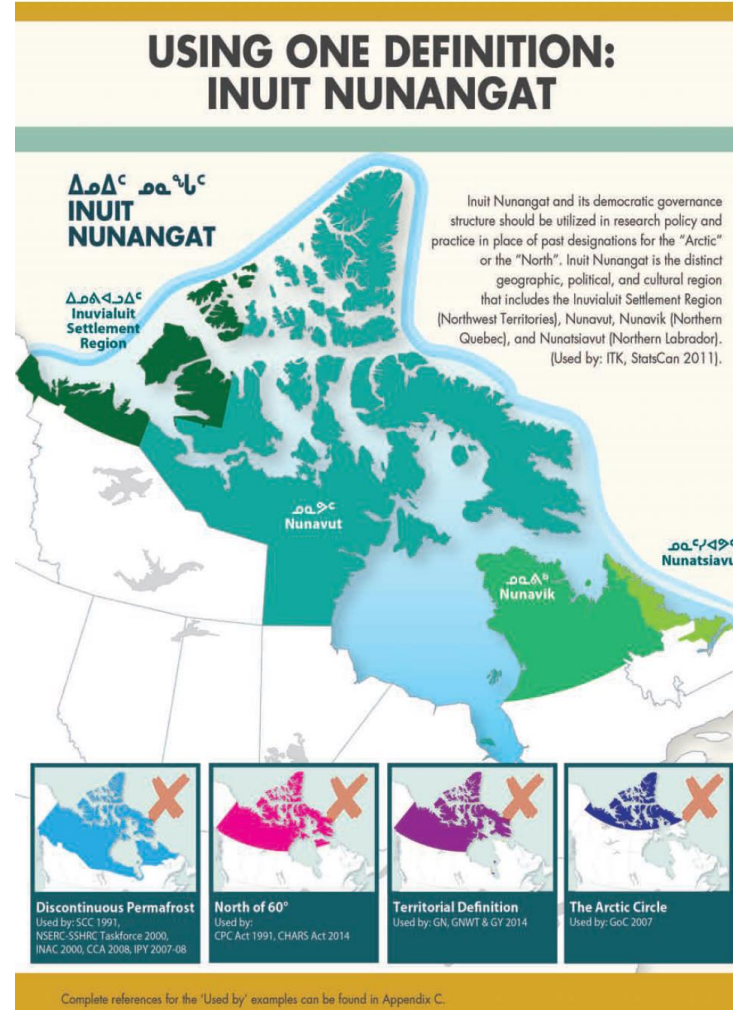 USING ONE DEFINITION:
INUIT NUNANGAT
ᐃᓄᐃᑦ ᓄᓇᖓᑦ
INUIT
NUNANGAT
Inuit Nunangat and its democratic governance
structure should be utilized in research policy and
practice in place of past designations for the “Arctic”
or the “North”. Inuit Nunangat is the distinct
geographic, political, and cultural region
that includes the Inuvialuit Settlement Region
(Northwest Territories), Nunavut, Nunavik (Northern
Quebec), and Nunatsiavut (Northern Labrador).
(Used by: ITK, StatsCan 2011).
ᐃᓄᕕᐊᓗᐃᑦ
Inuvialuit
Settlement
Region
ᓄᓇᕗᑦ
Nunavut
ᓄᓇᑦᓯᐊᕗᑦ
Nunatsiavu
ᓄᓇᕕᒃ
Nunavik
Discontinuous Permafrost
Used by: SCC 1991,
NSERC-SSHRC Taskforce 2000,
INAC 2000, CCA 2008, IPY 2007-08
North of 60°
Used by:
CPC Act 1991, CHARS Act 2014
Territorial Definition
Used by: GN, GNWT & GY 2014
The Arctic Circle
Used by: GoC 2007
Complete references for the ‘Used by’ examples can be found in Appendix C.